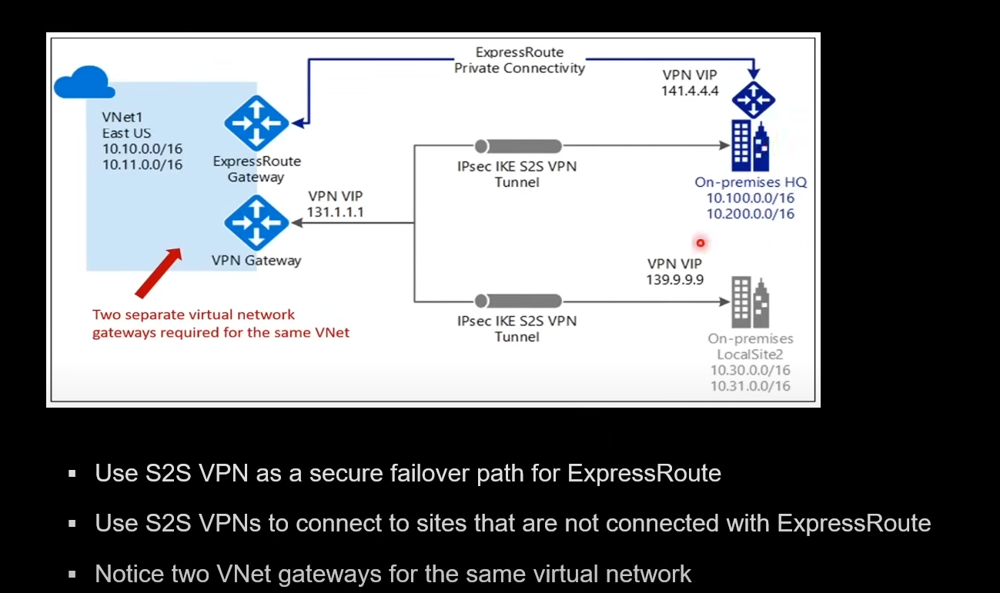 ExpressRoute
Private Connectivity
VPN VIP
141.4.4.4
VNet1
East US
10.10.0.0/16
10.11.0.0/16
ExpressRoute
Gateway
IPsec IKE S2S VPN
Tunnel
On-premises HQ
10.100.0.0/16
10.200.0.0/16
VPN VIP
131.1.1.1
VPN Gateway
VPN VIP
139.9.9.9
Two separate virtual network
gateways required for the same VNet
IPsec IKE S2S VPN
Tunnel
On-premises
LocalSite2
10.30.0.0/16
10.31.0.0/16
▪ Use S2S VPN as a secure failover path for ExpressRoute
▪ Use S2S VPNs to connect to sites that are not connected with ExpressRoute
▪ Notice two VNet gateways for the same virtual network